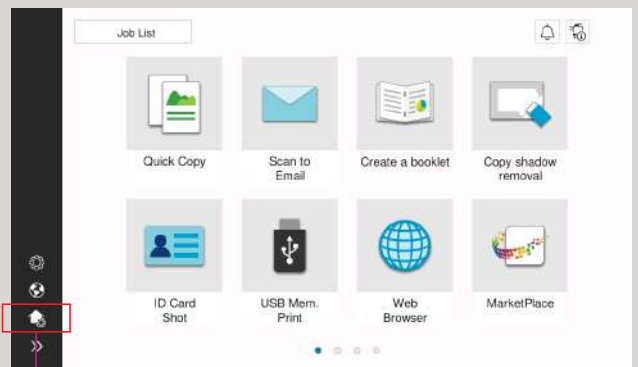 Job List
Quick Copy
Scan to
Email
Create a booklet
Copy shadow
removal
ID Card
Shot
USB Mem.
Print
Web
Browser
MarketPlace